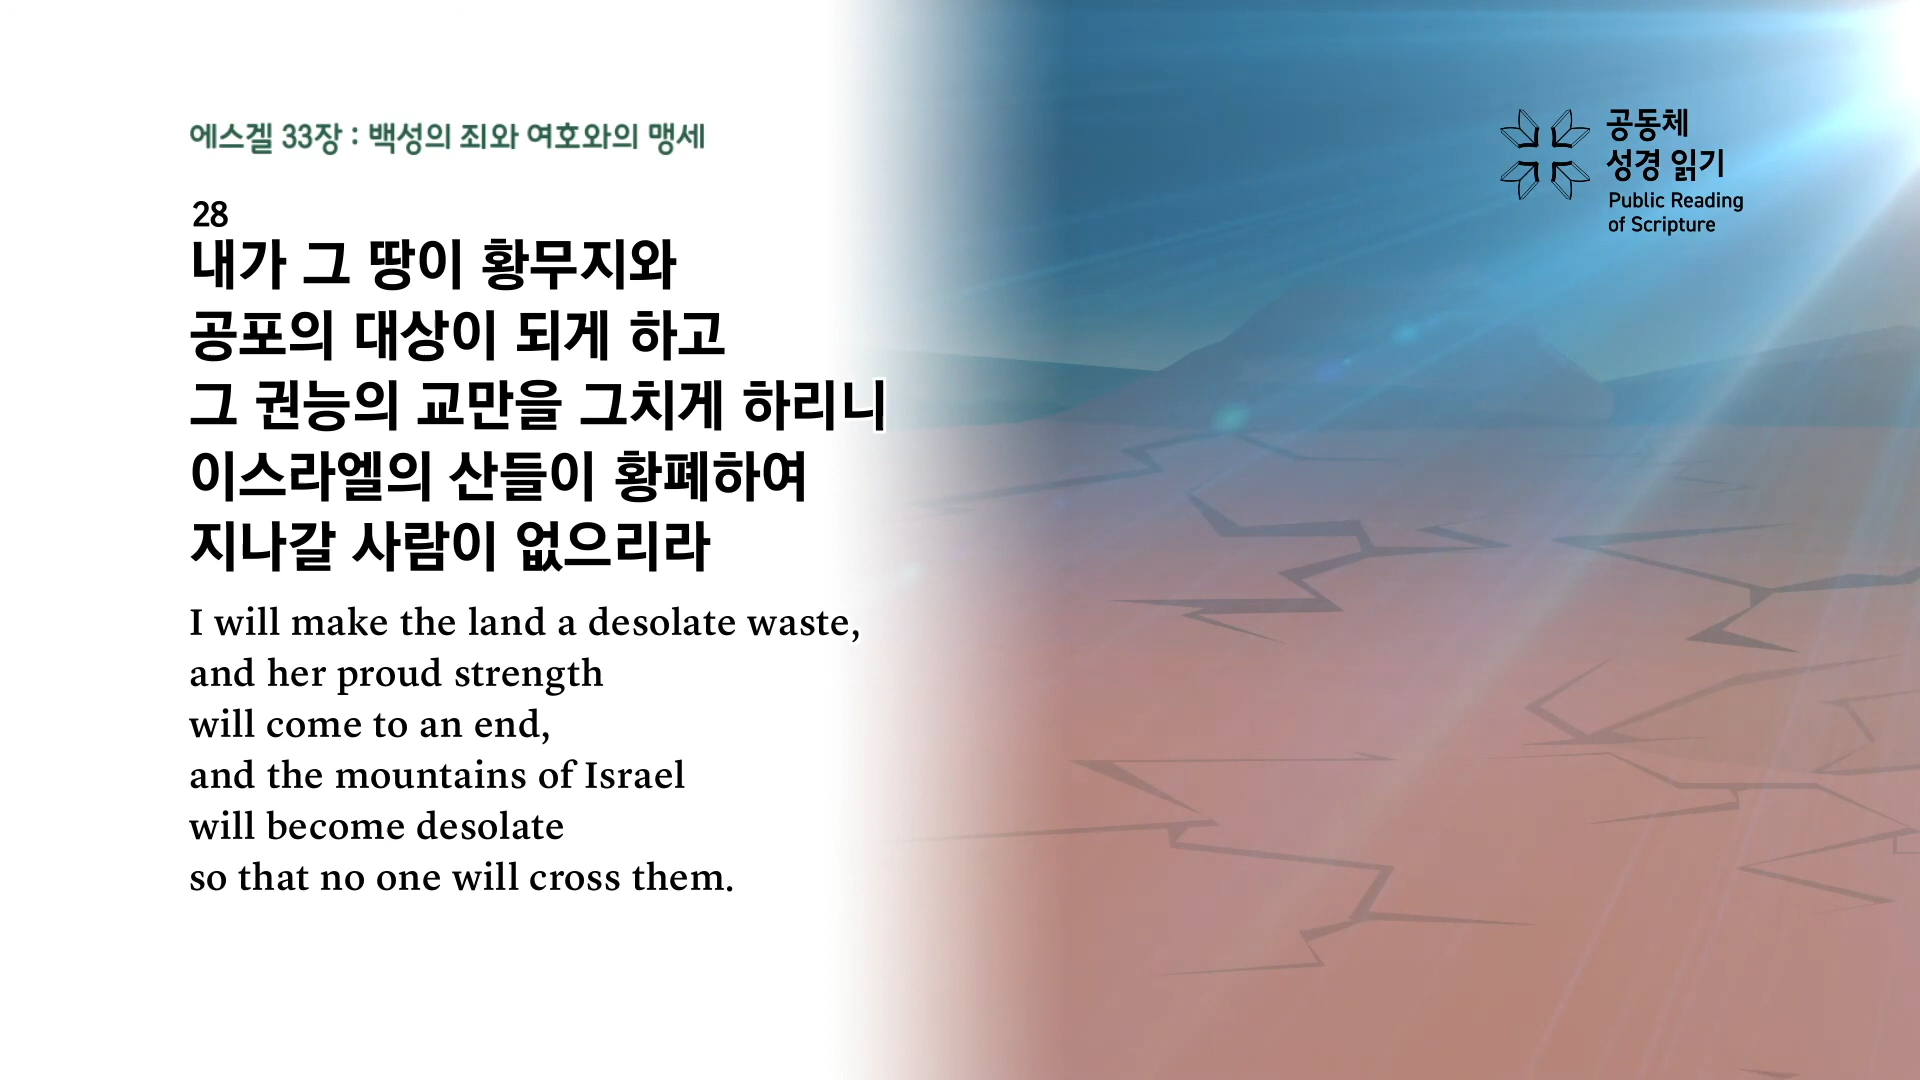 에스겔 33장 : 백성의 죄와 여호와의 맹세
28
내가 그 땅이 황무지와
공포의 대상이 되게 하고
그 권능의 교만을 그치게 하리니
이스라엘의 산들이 황폐하여
지나갈 사람이 없으리라
I will make the land a desolate waste,
and her proud strength
will come to an end,
and the mountains of Israel
will become desolate
so that no one will cross them.
공동체
성경 읽기
Public Reading
of Scripture